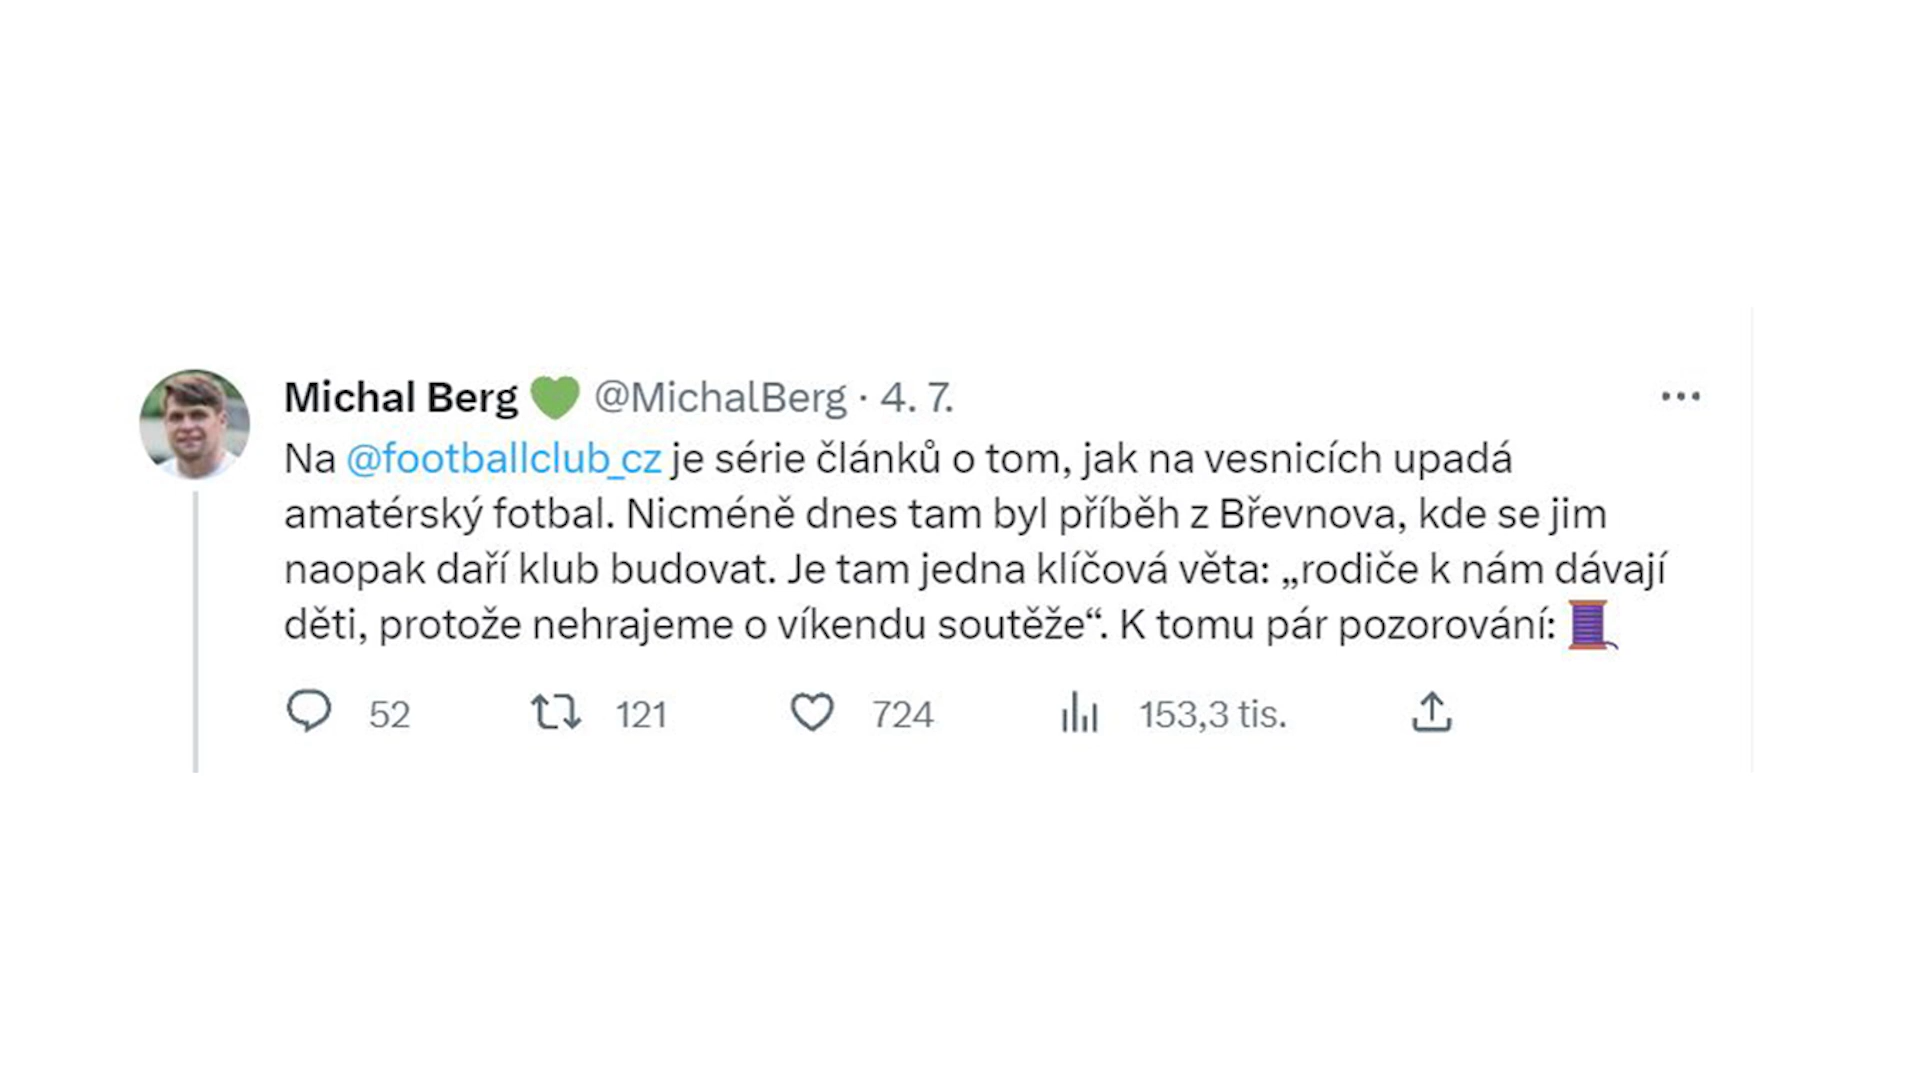 Michal Berg 💚 @MichalBerg · 4. 7.
Na @footballclub_cz je série článků o tom, jak na vesnicích upadá
amatérský fotbal. Nicméně dnes tam byl příběh z Břevnova, kde se jim
naopak daří klub budovat. Je tam jedna klíčová věta: „rodiče k nám dávají
děti, protože nehrajeme o víkendu soutěže“. K tomu pár pozorování: 🧵
52 121 724 153,3 tis.